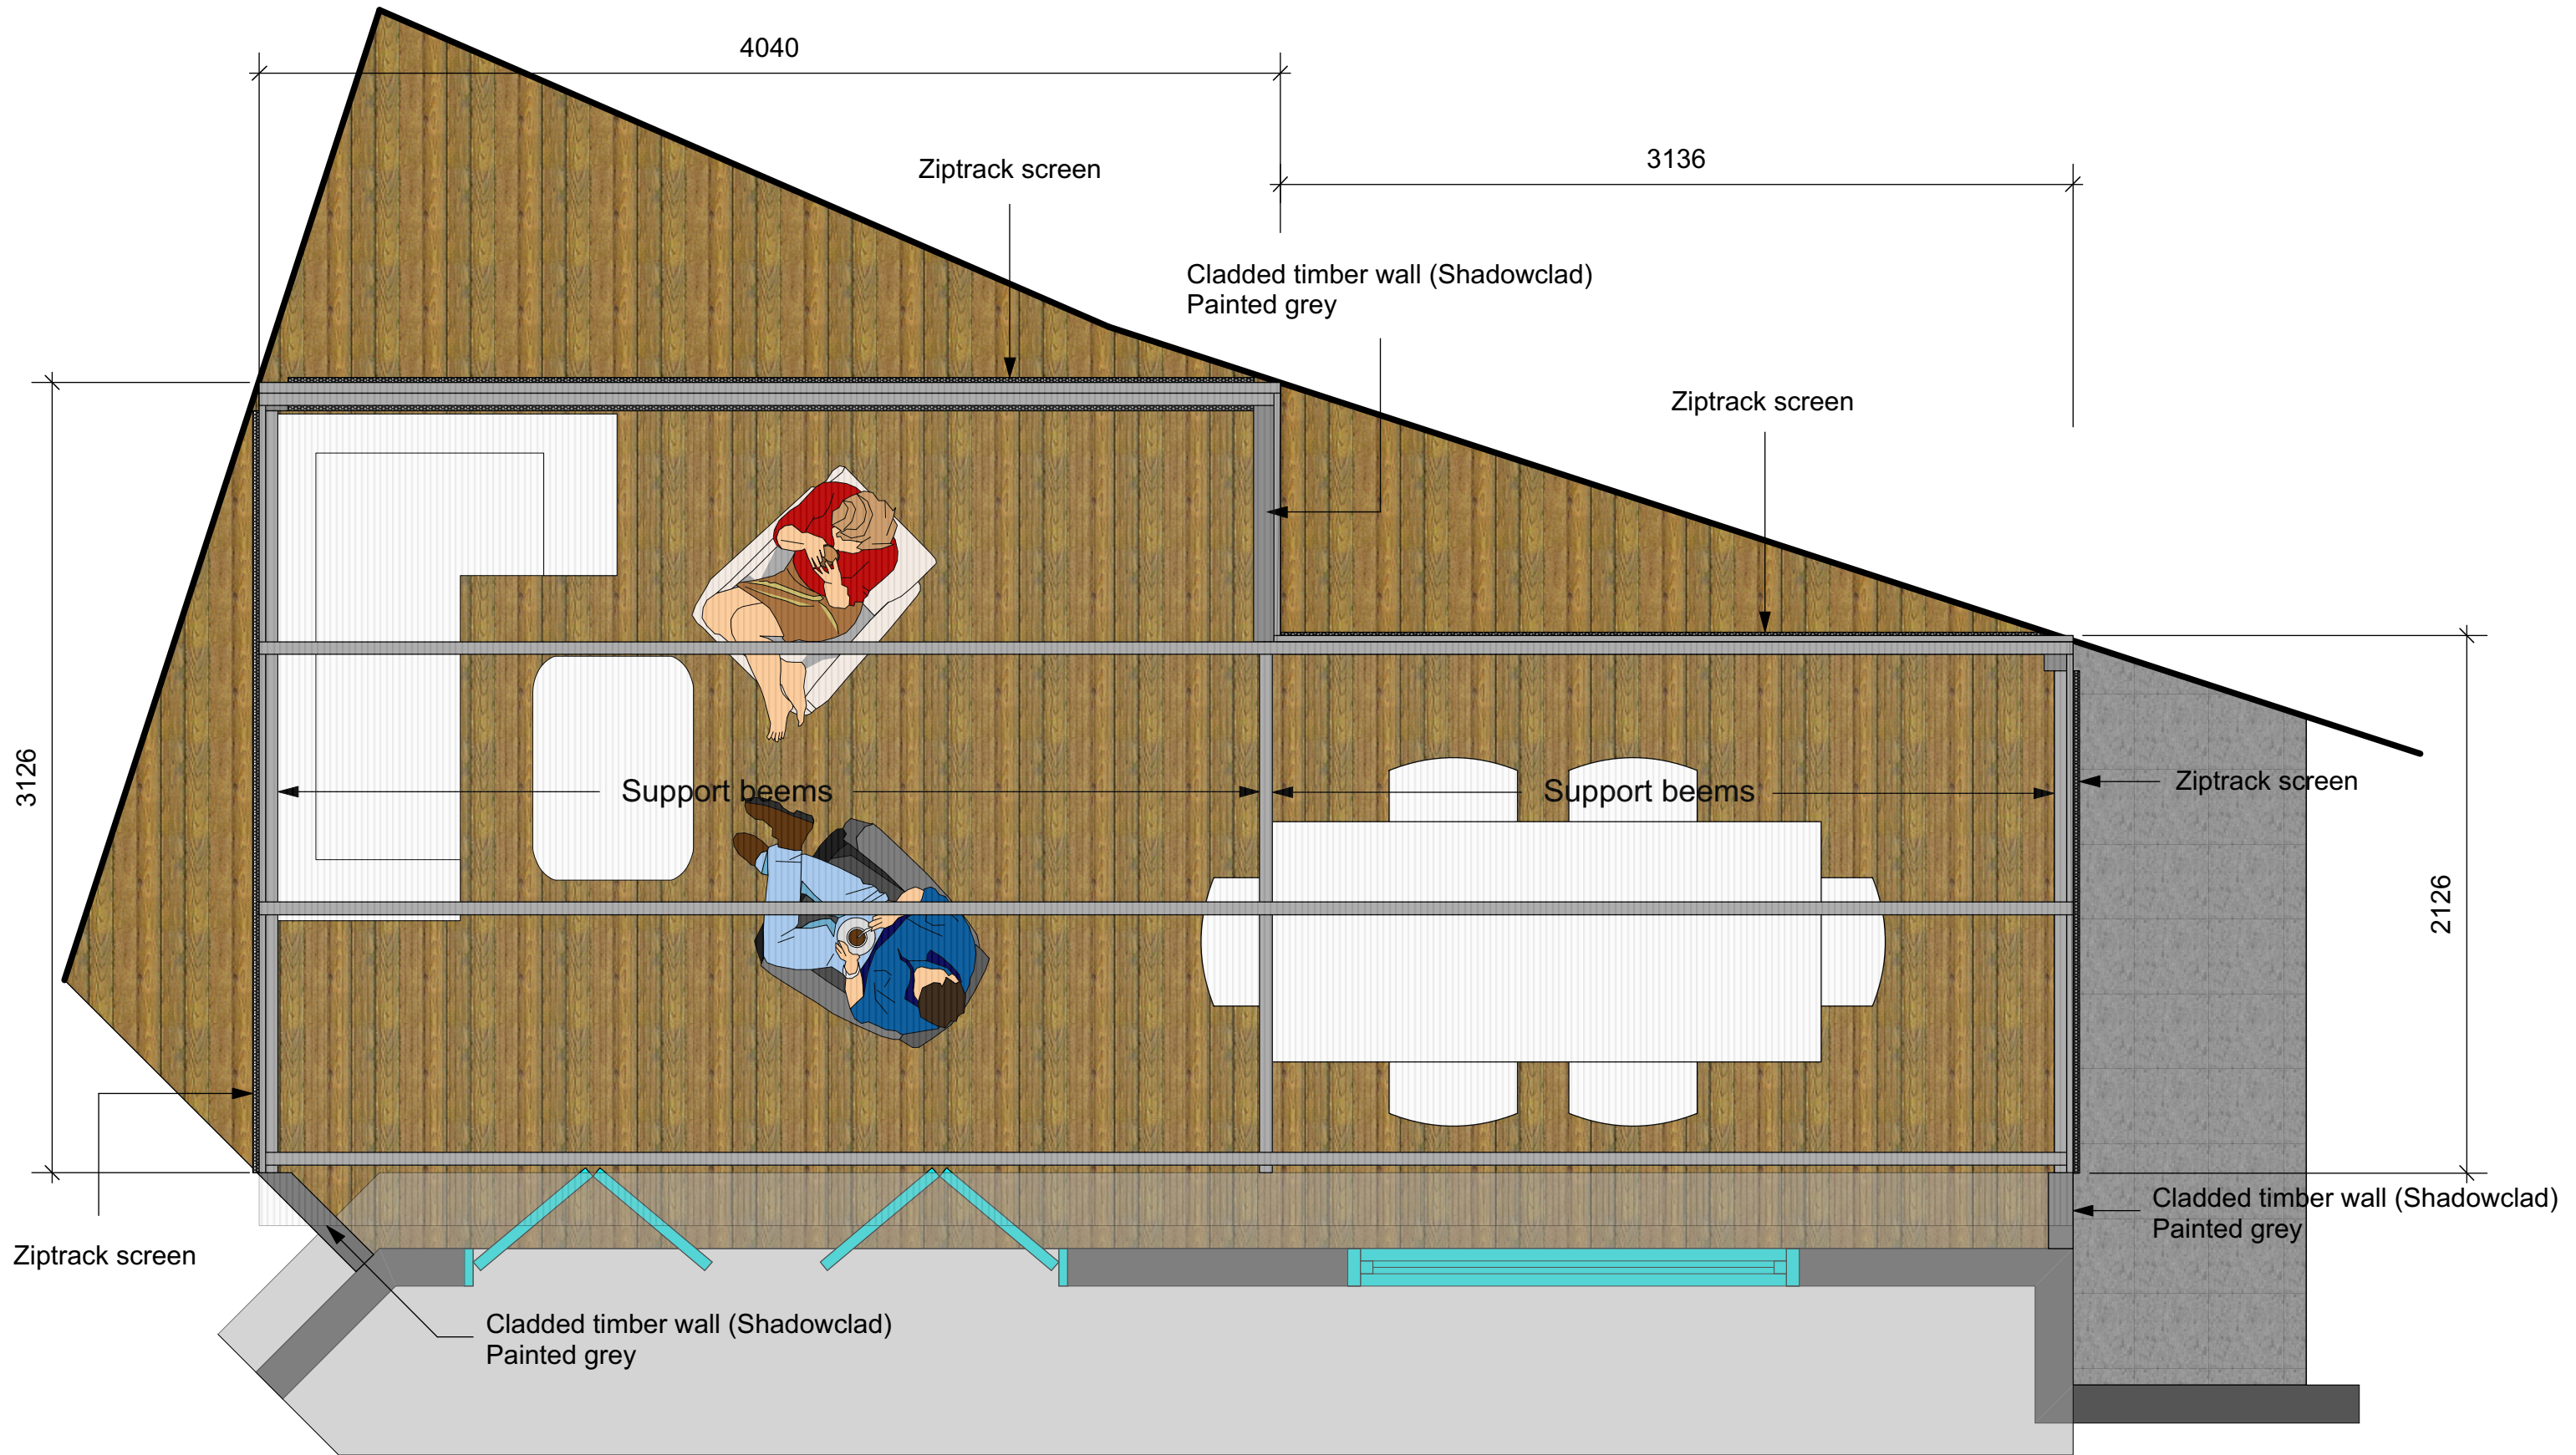 4040
3136
Ziptrack screen
Cladded timber wall (Shadowclad)
Painted grey
Ziptrack screen
3126
Support beems
Support beems
Ziptrack screen
2126
Cladded timber wall (Shadowclad)
Painted grey
Ziptrack screen
Cladded timber wall (Shadowclad)
Painted grey